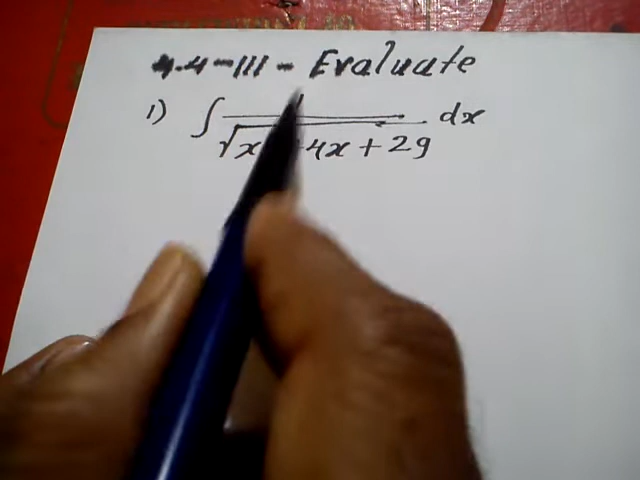 4.4-III - Evaluate
1) ∫ 1/√(x + 4x + 29) dx